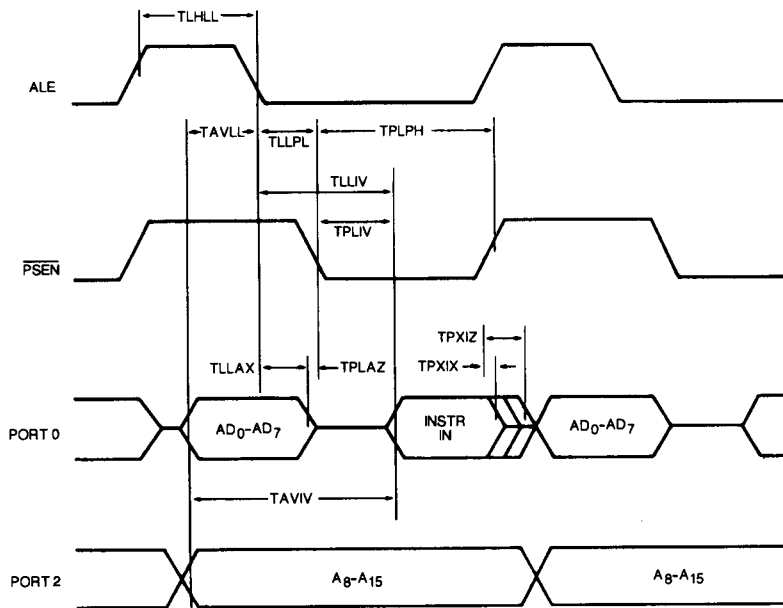 TLHLL
ALE
TAVLL
TLLPL
TPLPH
TLLIV
TPLIV
PSEN
TPXIZ
TLLAX
TPLAZ
TPXIX
PORT 0
AD0-AD7
INSTR
IN
AD0-AD7
TAVIV
PORT 2
A8-A15
A8-A15